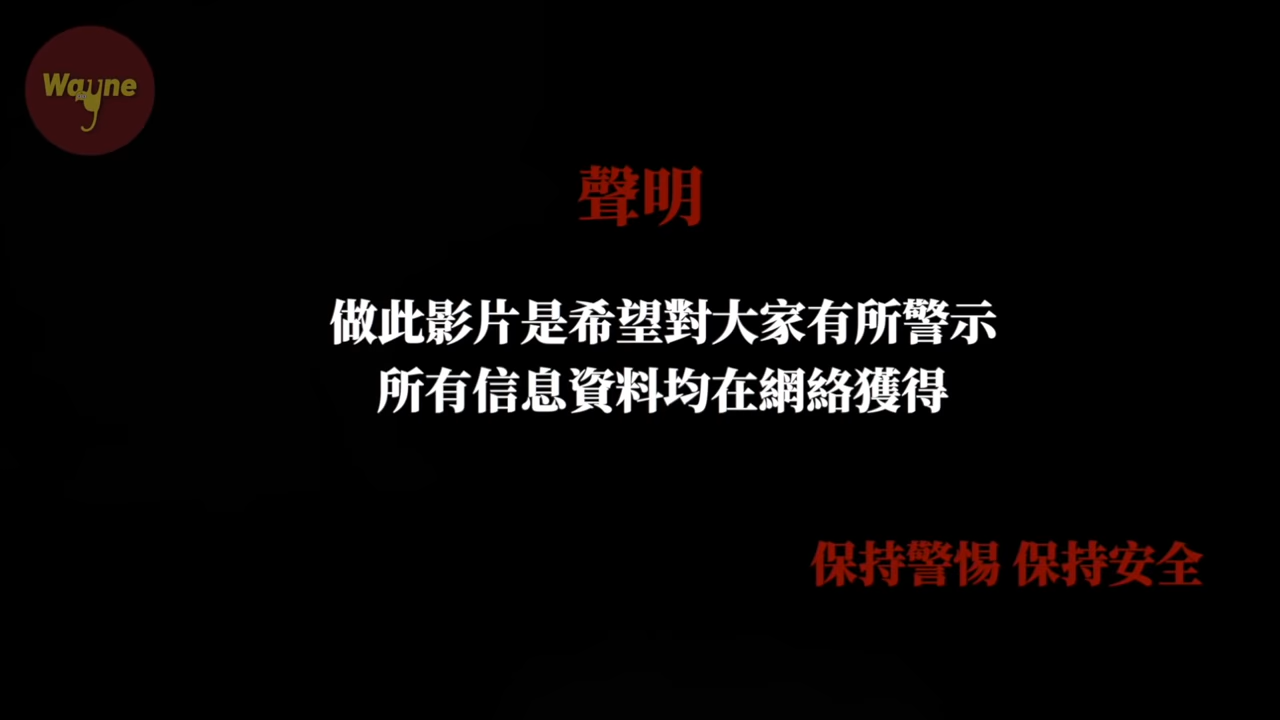 Wayne
聲明
做此影片是希望對大家有所警示
所有信息資料均在網絡獲得
保持警惕 保持安全